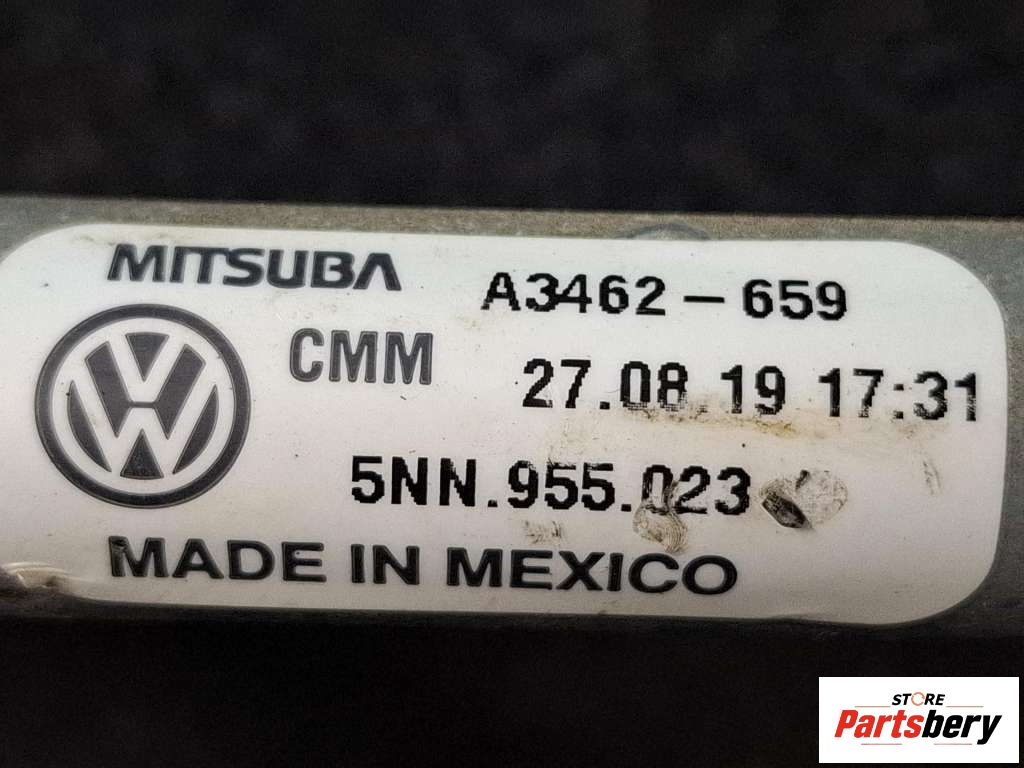 MITSUBA A3462-659
CMM 27.08.19 17:31
5NN.955.023
MADE IN MEXICO
STORE
Partsbery